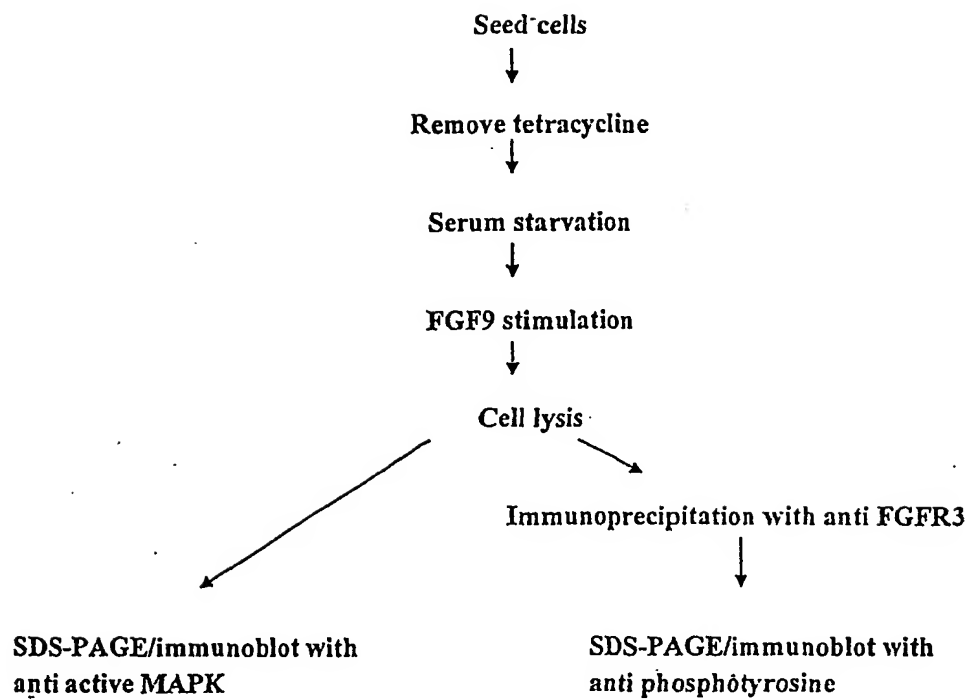 Seed cells
Remove tetracycline
Serum starvation
FGF9 stimulation
Cell lysis
Immunoprecipitation with anti FGFR3
SDS-PAGE/immunoblot with
anti active MAPK
SDS-PAGE/immunoblot with
anti phosphotyrosine